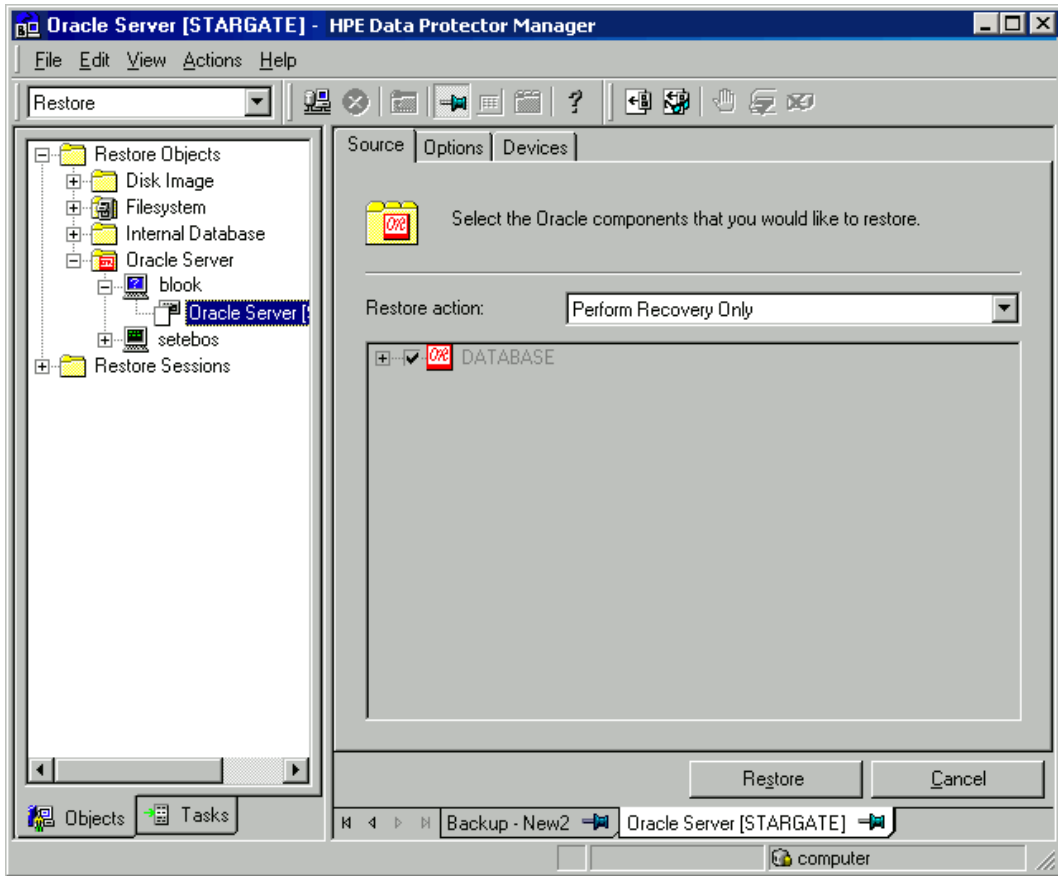 Oracle Server [STARGATE] - HPE Data Protector Manager
File Edit View Actions Help
Restore
Restore Objects
Disk Image
Filesystem
Internal Database
Oracle Server
blook
Oracle Server [
setebos
Restore Sessions
Objects
Tasks
Source Options Devices
Select the Oracle components that you would like to restore.
Restore action: Perform Recovery Only
DATABASE
Restore Cancel
Backup - New2 Oracle Server [STARGATE]
computer